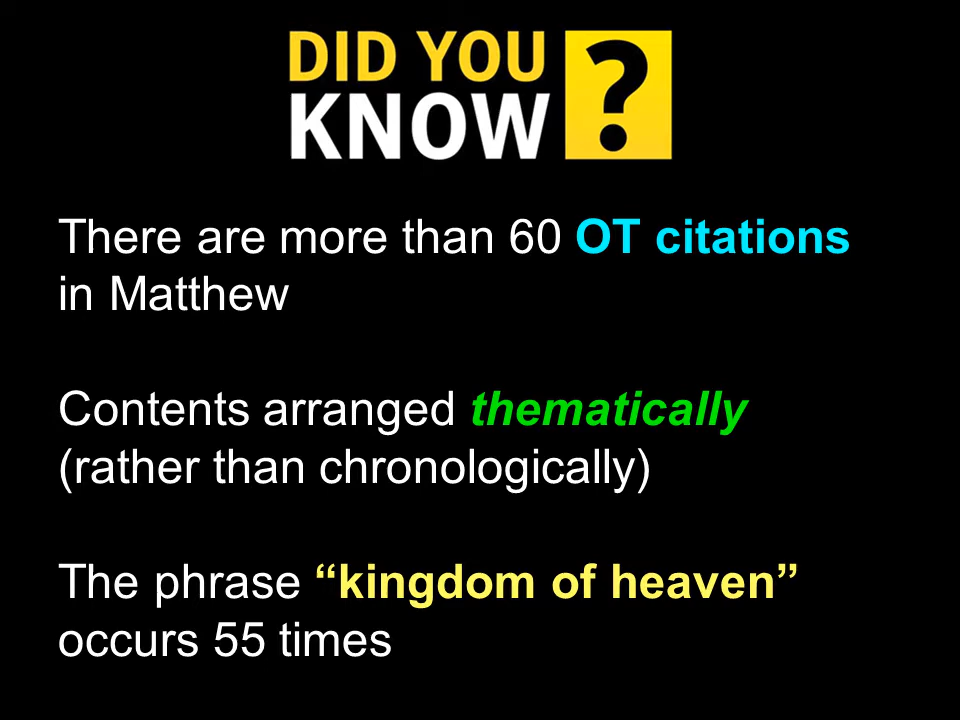 DID YOU
KNOW ?
There are more than 60 OT citations
in Matthew
Contents arranged thematically
(rather than chronologically)
The phrase “kingdom of heaven”
occurs 55 times